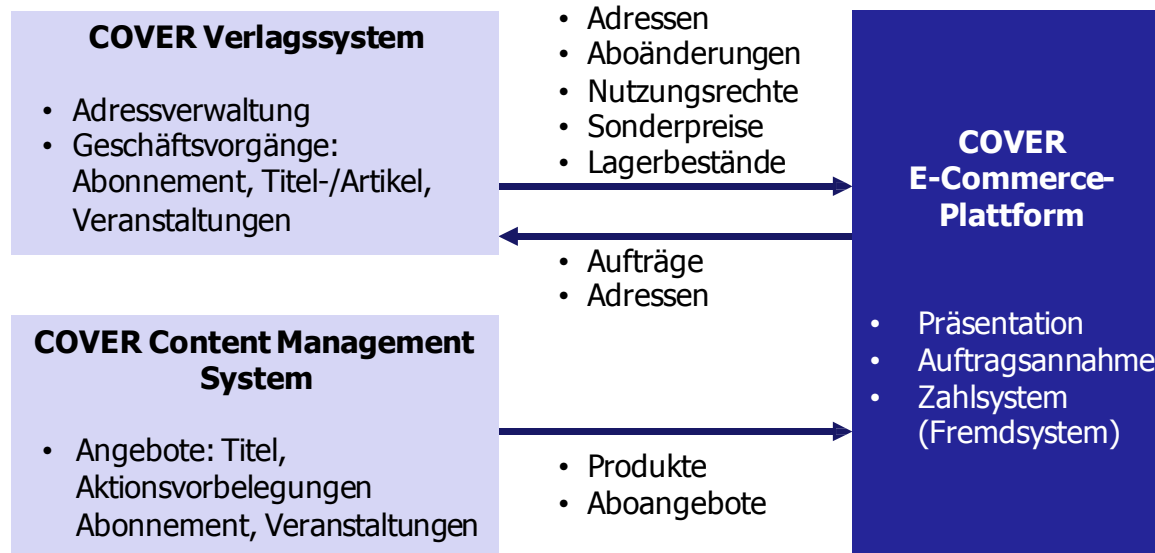 COVER Verlagssystem
• Adressverwaltung
• Geschäftsvorgänge:
Abonnement, Titel-/Artikel,
Veranstaltungen
• Adressen
• Aboänderungen
• Nutzungsrechte
• Sonderpreise
• Lagerbestände
• Aufträge
• Adressen
COVER Content Management
System
• Angebote: Titel,
Aktionsvorbelegungen
Abonnement, Veranstaltungen
• Produkte
• Aboangebote
COVER
E-Commerce-
Plattform
• Präsentation
• Auftragsannahme
• Zahlsystem
(Fremdsystem)